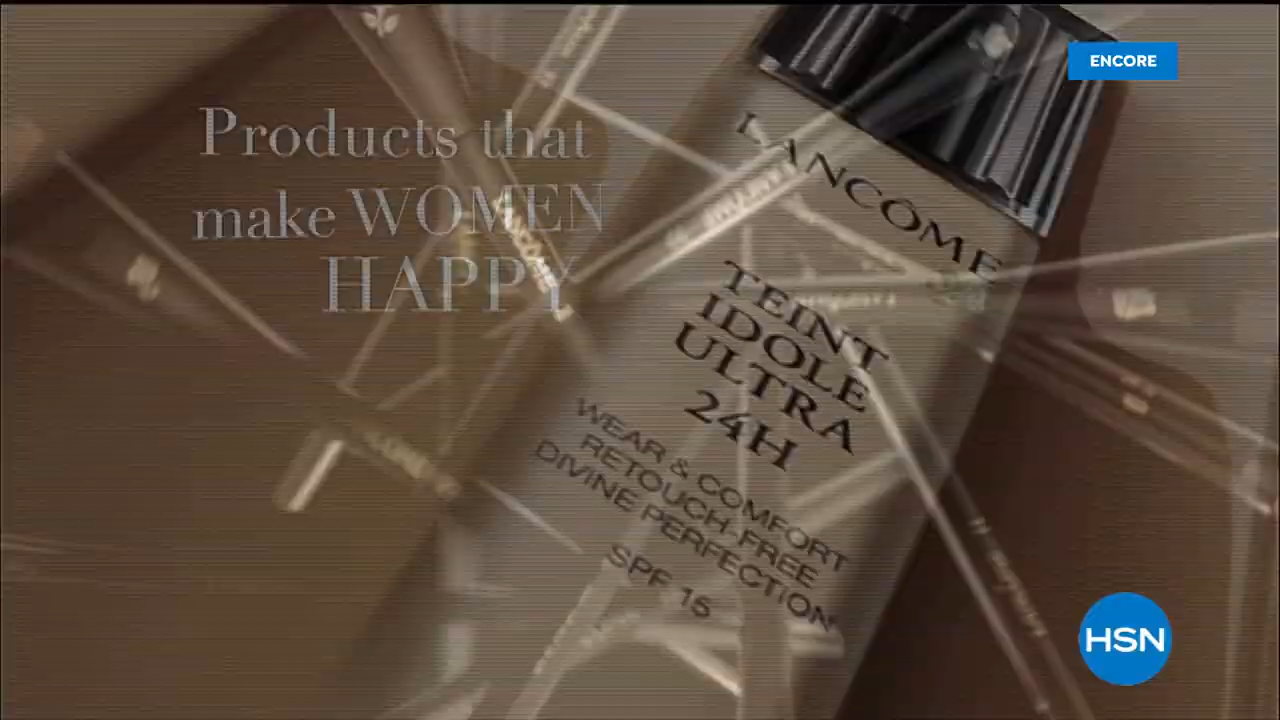 ENCORE
Products that
make WOMEN
HAPPY
LANCOME
TEINT
IDOLE
ULTRA
24H
WEAR & COMFORT
RETOUCH-FREE
DIVINE PERFECTION
SPF 15
HSN